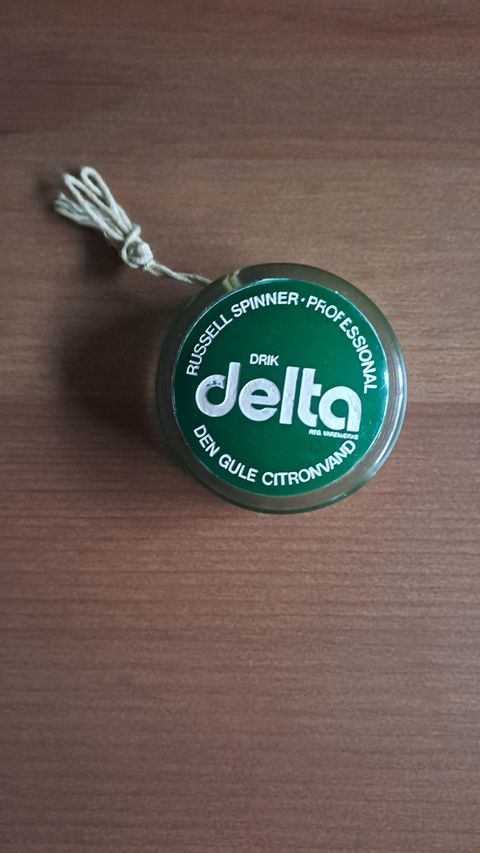 RUSSELL SPINNER · PROFESSIONAL
DRIK
delta
REG. VAREMÆRKE
DEN GULE CITRONVAND